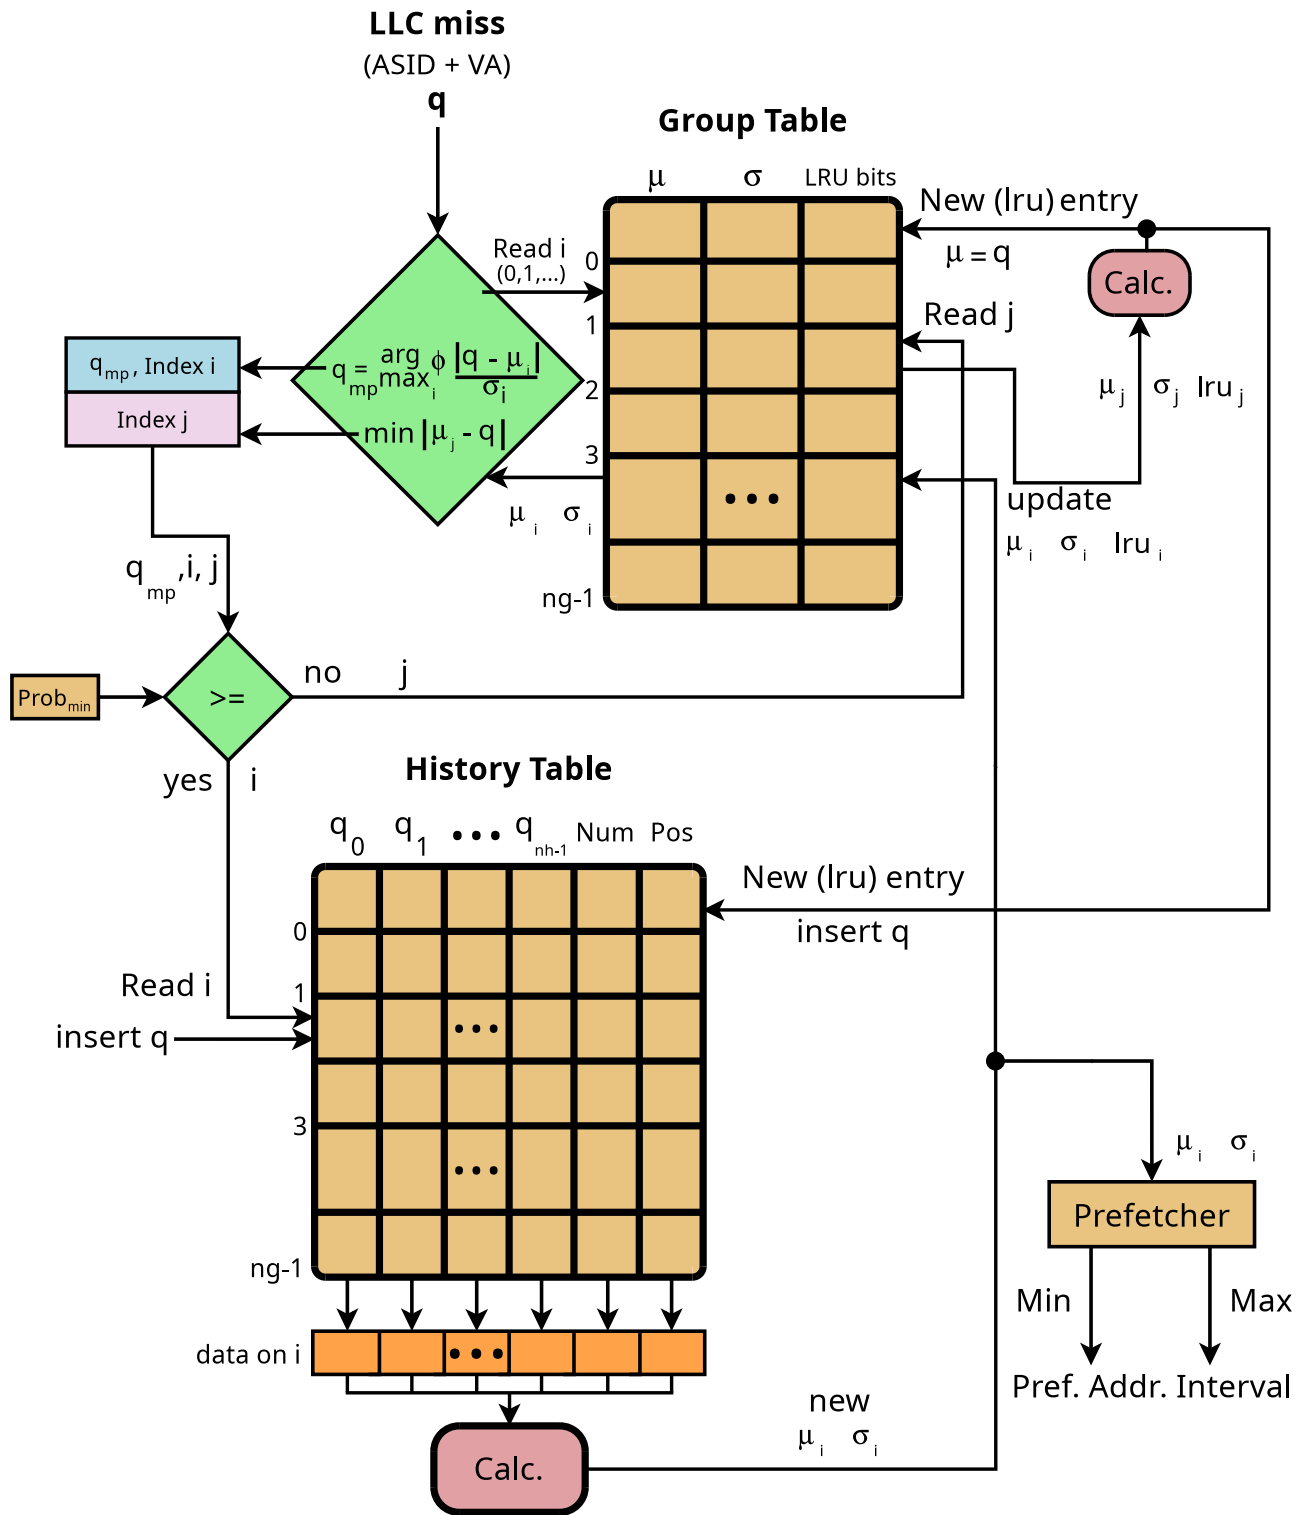 LLC miss
(ASID + VA)
q
Group Table
μ σ LRU bits
New (lru) entry
μ = q
Calc.
Read i
(0,1,...)
0
1
2
3
ng-1
• • •
Read j
q_mp = arg max_i ϕ |q - μ_i| / σ_i
min |μ_j - q|
q_mp, Index i
Index j
μ_i σ_i
μ_j σ_j lru_j
update
μ_i σ_i lru_i
q_mp, i, j
Prob_min
>=
no j
yes i
History Table
q_0 q_1 • • • q_nh-1 Num Pos
New (lru) entry
insert q
0
1
3
ng-1
• • •
• • •
Read i
insert q
data on i
• • •
Calc.
new
μ_i σ_i
μ_i σ_i
Prefetcher
Min Max
Pref. Addr. Interval